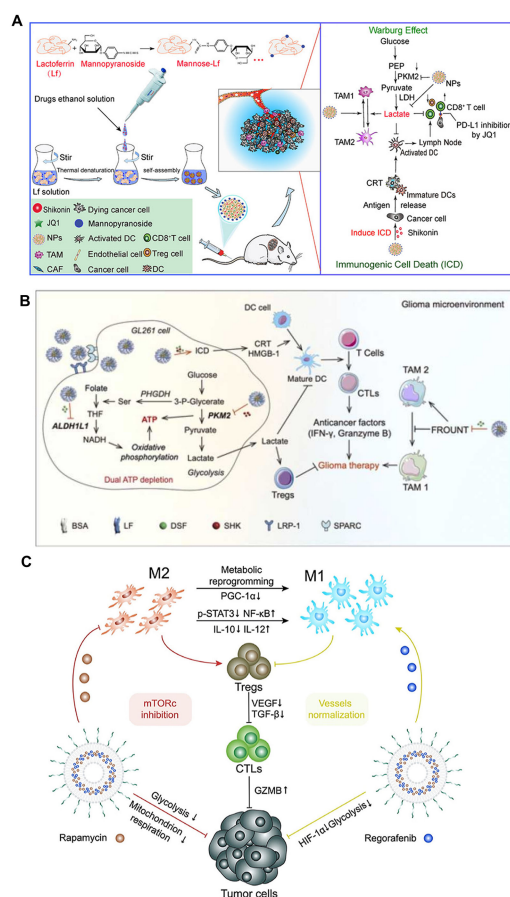 A
Lactoferrin
(Lf)
+
Mannopyranoside
Mannose-Lf
Drugs ethanol solution
Stir
Stir
Thermal denaturation
self-assembly
Lf solution
Shikonin
Dying cancer cell
Mannopyranoside
JQ1
NPs
Activated DC
CD8⁺T cell
TAM
Endothelial cell
Treg cell
CAF
Cancer cell
DC
Warburg Effect
Glucose
PEP
PKM2
NPs
Pyruvate
LDH
TAM1
CD8⁺ T cell
Lactate
PD-L1 inhibition
by JQ1
TAM2
Lymph Node
Activated DC
CRT
Immature DCs
Antigen
release
Cancer cell
Induce ICD
Shikonin
Immunogenic Cell Death (ICD)
B
GL261 cell
DC cell
Glioma microenvironment
ICD
CRT
HMGB-1
T Cells
Mature DC
Glucose
Folate
PHGDH
Ser
3-P-Glycerate
CTLs
TAM 2
THF
ATP
PKM2
ALDH1L1
Pyruvate
Anticancer factors
(IFN-γ, Granzyme B)
FROUNT
NADH
Oxidative
phosphorylation
Lactate
Glycolysis
Lactate
Dual ATP depletion
Tregs
Glioma therapy
TAM 1
BSA
LF
DSF
SHK
LRP-1
SPARC
C
M2
Metabolic
reprogramming
PGC-1α↓
M1
p-STAT3↓ NF-κB↑
IL-10↓ IL-12↑
Tregs
mTORc
inhibition
VEGF↓
TGF-β↓
Vessels
normalization
CTLs
GZMB↑
Glycolysis ↓
Mitochondrion
respiration ↓
HIF-1α↓Glycolysis↓
Rapamycin
Regorafenib
Tumor cells